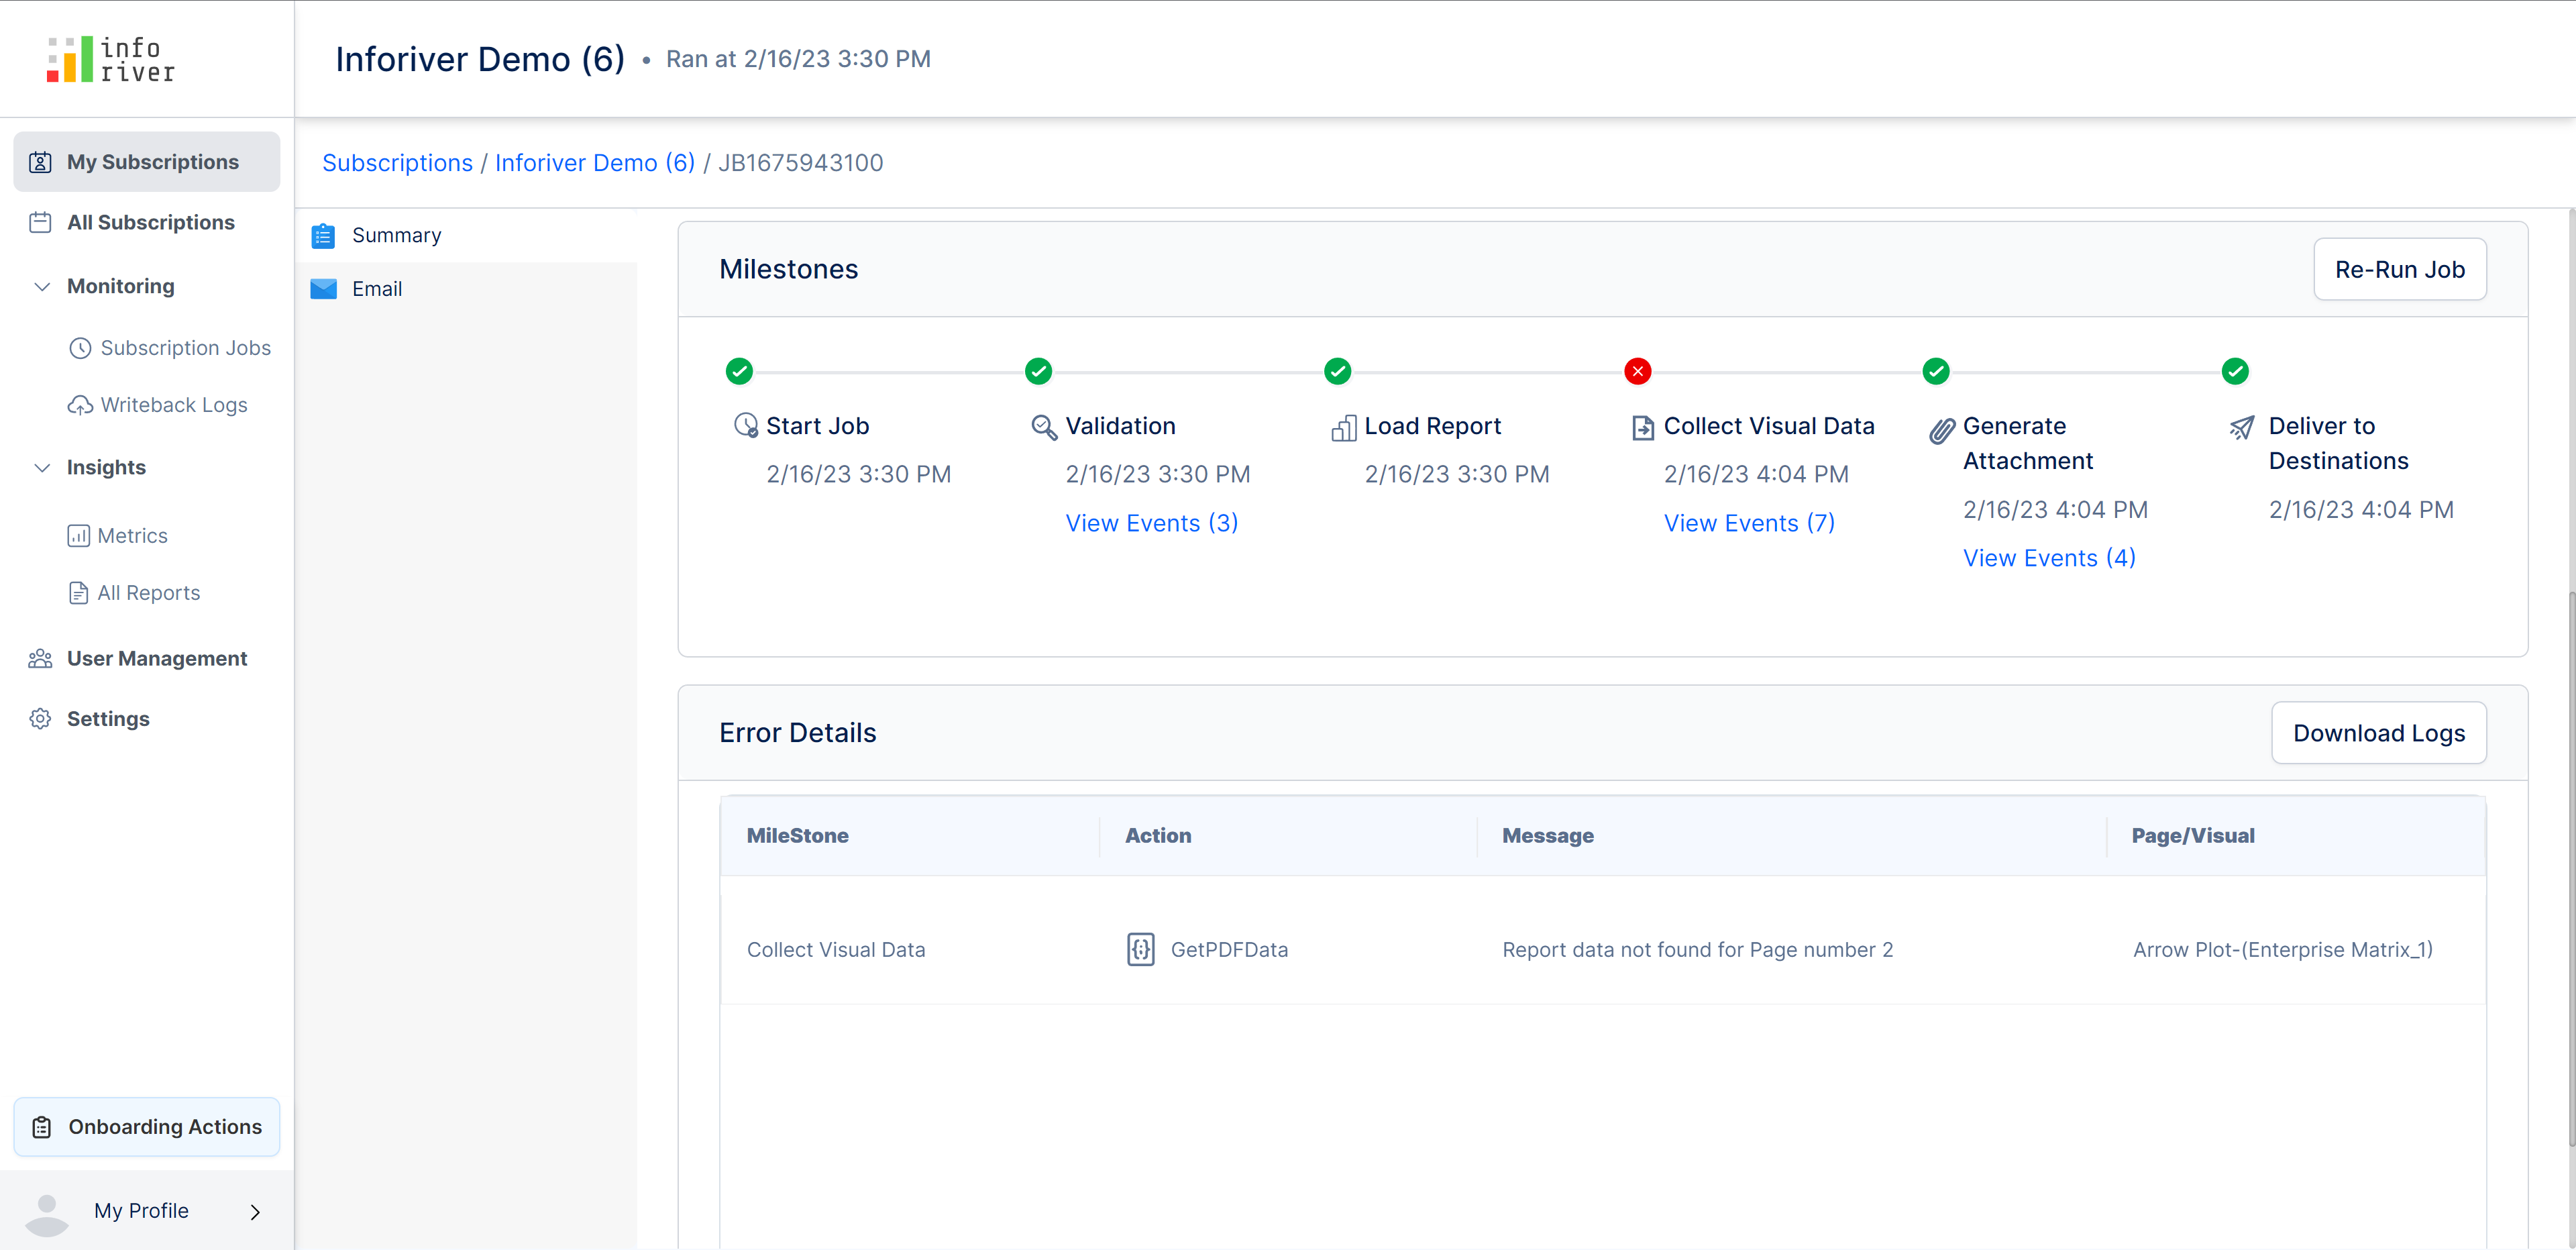 info
river
Inforiver Demo (6) • Ran at 2/16/23 3:30 PM
My Subscriptions
All Subscriptions
Monitoring
Subscription Jobs
Writeback Logs
Insights
Metrics
All Reports
User Management
Settings
Onboarding Actions
My Profile
Subscriptions / Inforiver Demo (6) / JB1675943100
Summary
Email
Milestones
Re-Run Job
Start Job
2/16/23 3:30 PM
Validation
2/16/23 3:30 PM
View Events (3)
Load Report
2/16/23 3:30 PM
Collect Visual Data
2/16/23 4:04 PM
View Events (7)
Generate
Attachment
2/16/23 4:04 PM
View Events (4)
Deliver to
Destinations
2/16/23 4:04 PM
Error Details
Download Logs
MileStone Action Message Page/Visual
Collect Visual Data GetPDFData Report data not found for Page number 2 Arrow Plot-(Enterprise Matrix_1)